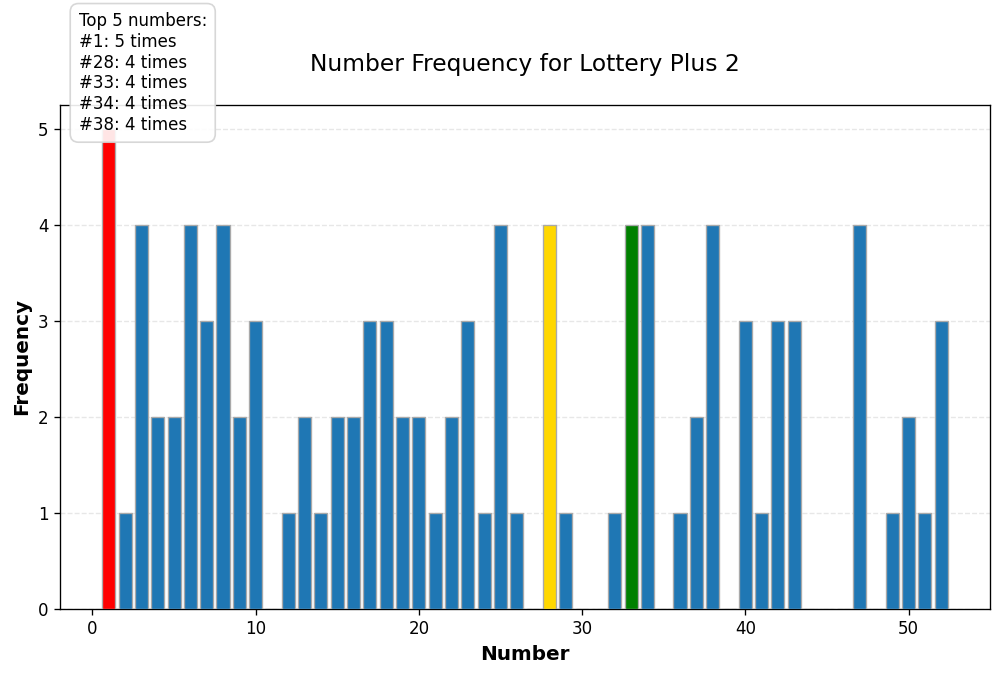 Top 5 numbers:
#1: 5 times
#28: 4 times
#33: 4 times
#34: 4 times
#38: 4 times
Number Frequency for Lottery Plus 2
Frequency
5
4
3
2
1
0
0 10 20 30 40 50
Number